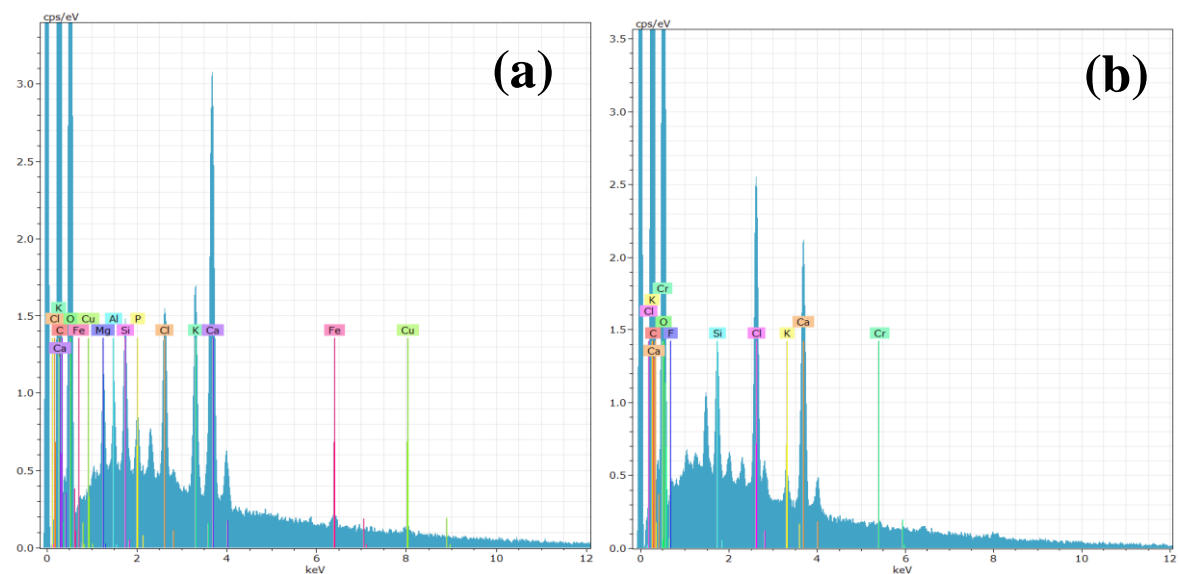 cps/eV
(a)
3.0
2.5
2.0
1.5
1.0
0.5
0.0
K
Cl O Cu Al P
C Fe Mg Si Cl K Ca Fe Cu
Ca
0 2 4 6 8 10 12
keV
cps/eV
(b)
3.5
3.0
2.5
2.0
1.5
1.0
0.5
0.0
Cr
K
Cl
O
C F Si Cl K Ca Cr
Ca
0 2 4 6 8 10 12
keV